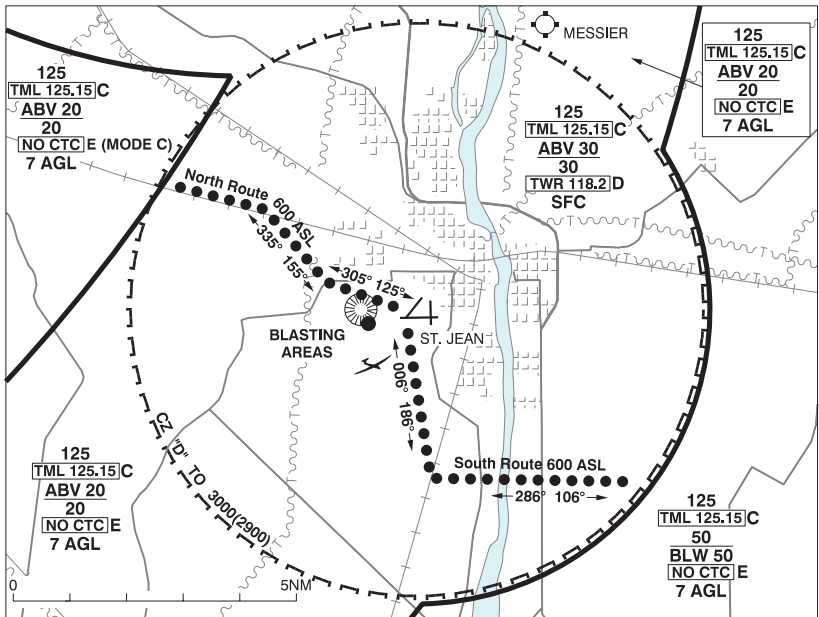 MESSIER
125
TML 125.15 C
ABV 20
20
NO CTC E
7 AGL
125
TML 125.15 C
ABV 20
20
NO CTC E (MODE C)
7 AGL
125
TML 125.15 C
ABV 30
30
TWR 118.2 D
SFC
North Route 600 ASL
335° 155°
305° 125°
BLASTING
AREAS
ST. JEAN
006° 186°
CZ "D" TO 3000(2900)
South Route 600 ASL
286° 106°
125
TML 125.15 C
ABV 20
20
NO CTC E
7 AGL
125
TML 125.15 C
50
BLW 50
NO CTC E
7 AGL
0 5NM